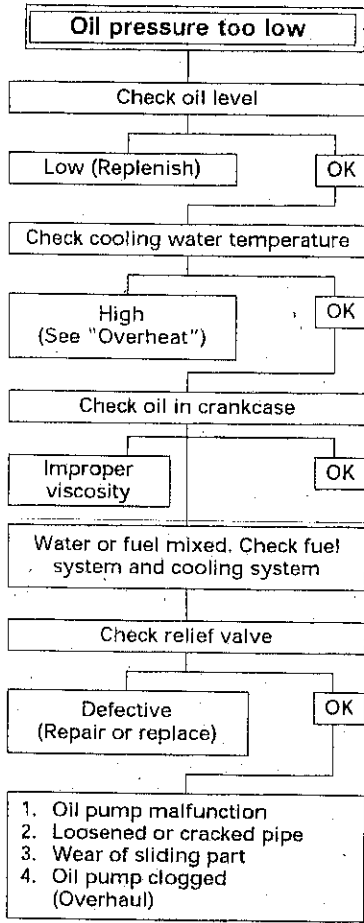 Oil pressure too low
Check oil level
Low (Replenish)
OK
Check cooling water temperature
High
(See "Overheat")
OK
Check oil in crankcase
Improper
viscosity
OK
Water or fuel mixed. Check fuel
system and cooling system
Check relief valve
Defective
(Repair or replace)
OK
1. Oil pump malfunction
2. Loosened or cracked pipe
3. Wear of sliding part
4. Oil pump clogged
(Overhaul)